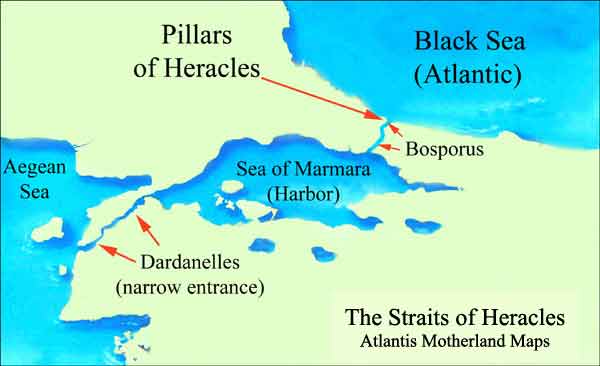 Pillars
of Heracles
Black Sea
(Atlantic)
Bosporus
Aegean
Sea
Sea of Marmara
(Harbor)
Dardanelles
(narrow entrance)
The Straits of Heracles
Atlantis Motherland Maps